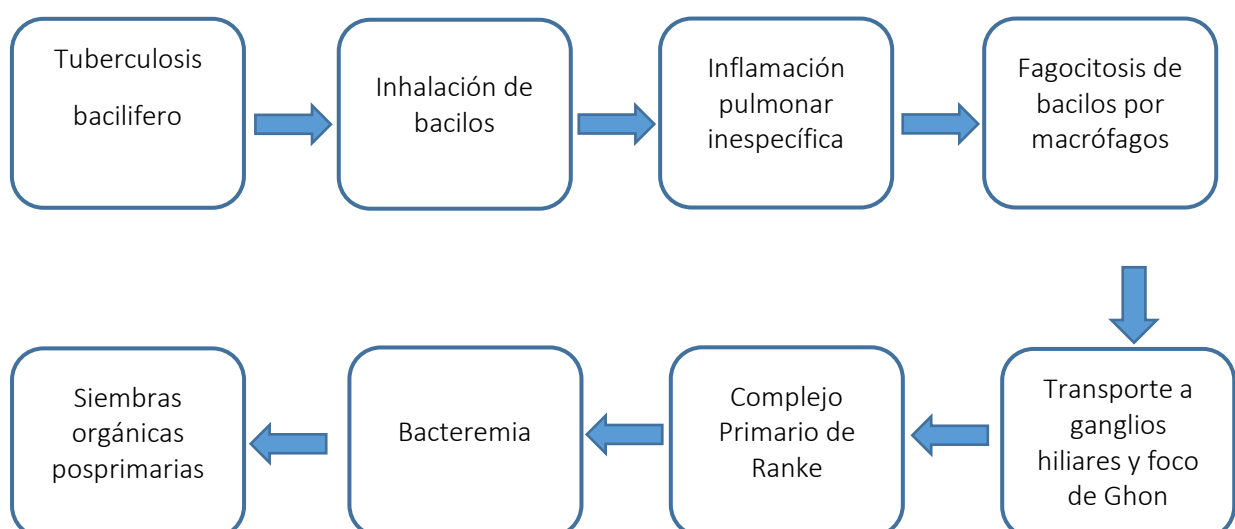 Tuberculosis
bacilifero
Inhalación de
bacilos
Inflamación
pulmonar
inespecífica
Fagocitosis de
bacilos por
macrófagos
Transporte a
ganglios
hiliares y foco
de Ghon
Complejo
Primario de
Ranke
Bacteremia
Siembras
orgánicas
posprimarias